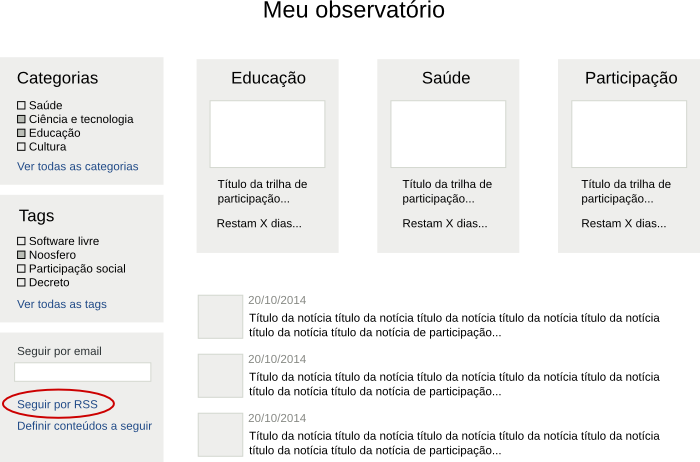 Meu observatório
Categorias
Saúde
Ciência e tecnologia
Educação
Cultura
Ver todas as categorias
Tags
Software livre
Noosfero
Participação social
Decreto
Ver todas as tags
Seguir por email
Seguir por RSS
Definir conteúdos a seguir
Educação
Título da trilha de
participação...
Restam X dias...
Saúde
Título da trilha de
participação...
Restam X dias...
Participação
Título da trilha de
participação...
Restam X dias...
20/10/2014
Título da notícia título da notícia título da notícia título da notícia título da notícia
título da notícia título da notícia de participação...
20/10/2014
Título da notícia título da notícia título da notícia título da notícia título da notícia
título da notícia título da notícia de participação...
20/10/2014
Título da notícia título da notícia título da notícia título da notícia título da notícia
título da notícia título da notícia de participação...